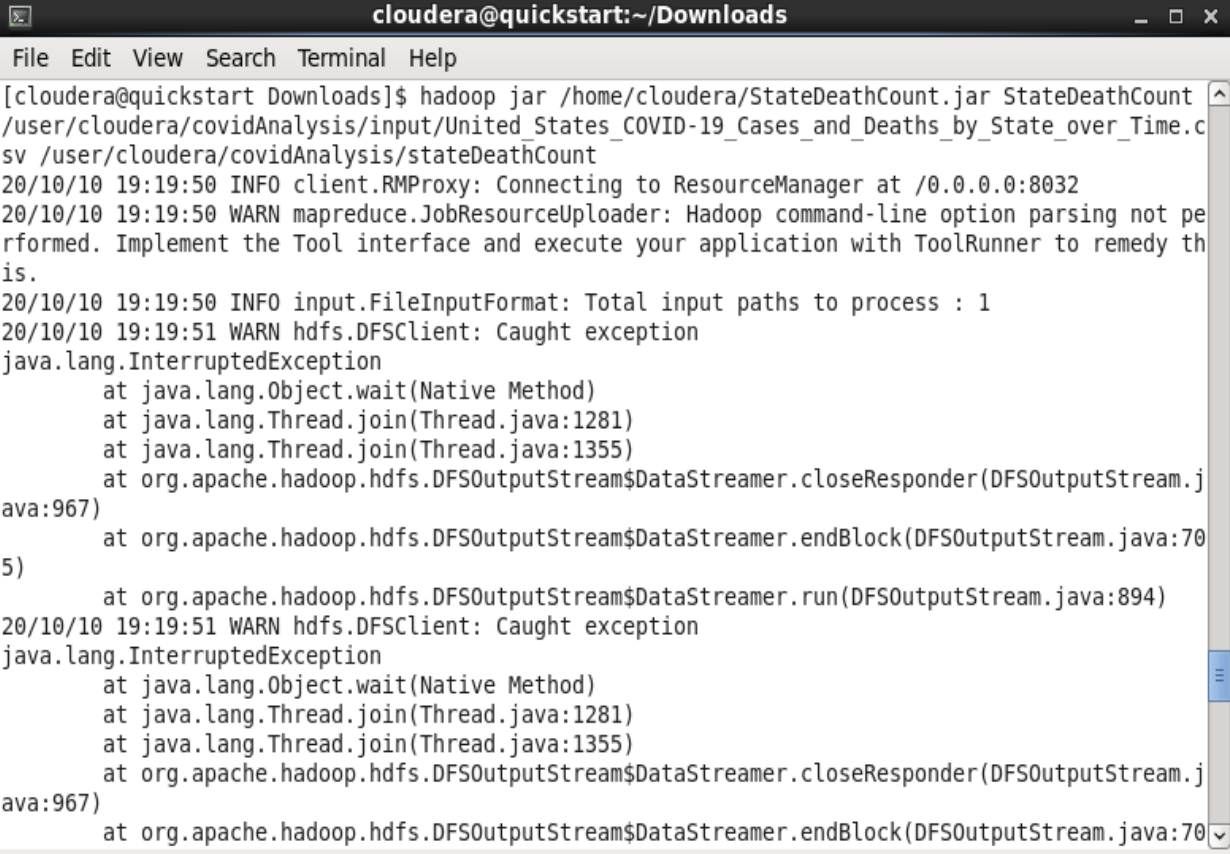 cloudera@quickstart:~/Downloads
File Edit View Search Terminal Help
[cloudera@quickstart Downloads]$ hadoop jar /home/cloudera/StateDeathCount.jar StateDeathCount
/user/cloudera/covidAnalysis/input/United_States_COVID-19_Cases_and_Deaths_by_State_over_Time.c
sv /user/cloudera/covidAnalysis/stateDeathCount
20/10/10 19:19:50 INFO client.RMProxy: Connecting to ResourceManager at /0.0.0.0:8032
20/10/10 19:19:50 WARN mapreduce.JobResourceUploader: Hadoop command-line option parsing not pe
rformed. Implement the Tool interface and execute your application with ToolRunner to remedy th
is.
20/10/10 19:19:50 INFO input.FileInputFormat: Total input paths to process : 1
20/10/10 19:19:51 WARN hdfs.DFSClient: Caught exception
java.lang.InterruptedException
        at java.lang.Object.wait(Native Method)
        at java.lang.Thread.join(Thread.java:1281)
        at java.lang.Thread.join(Thread.java:1355)
        at org.apache.hadoop.hdfs.DFSOutputStream$DataStreamer.closeResponder(DFSOutputStream.j
ava:967)
        at org.apache.hadoop.hdfs.DFSOutputStream$DataStreamer.endBlock(DFSOutputStream.java:70
5)
        at org.apache.hadoop.hdfs.DFSOutputStream$DataStreamer.run(DFSOutputStream.java:894)
20/10/10 19:19:51 WARN hdfs.DFSClient: Caught exception
java.lang.InterruptedException
        at java.lang.Object.wait(Native Method)
        at java.lang.Thread.join(Thread.java:1281)
        at java.lang.Thread.join(Thread.java:1355)
        at org.apache.hadoop.hdfs.DFSOutputStream$DataStreamer.closeResponder(DFSOutputStream.j
ava:967)
        at org.apache.hadoop.hdfs.DFSOutputStream$DataStreamer.endBlock(DFSOutputStream.java:70